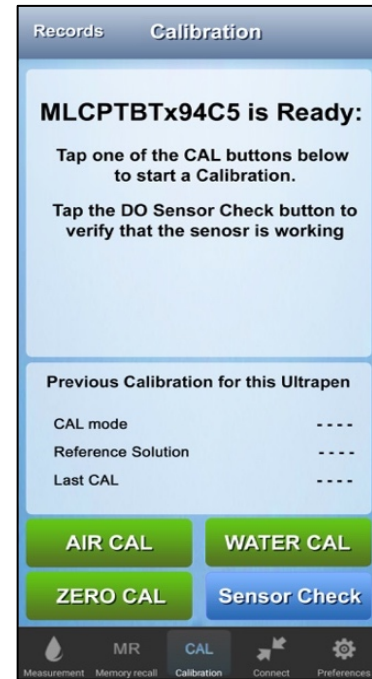 Records Calibration
MLCPTBTx94C5 is Ready:
Tap one of the CAL buttons below
to start a Calibration.
Tap the DO Sensor Check button to
verify that the senosr is working
Previous Calibration for this Ultrapen
CAL mode ----
Reference Solution ----
Last CAL ----
AIR CAL WATER CAL
ZERO CAL Sensor Check
MR CAL
Measurement Memory recall Calibration Connect Preferences